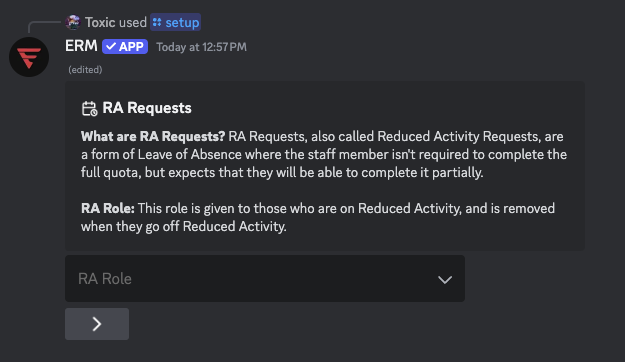 Toxic used setup
ERM ✓ APP Today at 12:57 PM
(edited)
RA Requests
What are RA Requests? RA Requests, also called Reduced Activity Requests, are
a form of Leave of Absence where the staff member isn't required to complete the
full quota, but expects that they will be able to complete it partially.
RA Role: This role is given to those who are on Reduced Activity, and is removed
when they go off Reduced Activity.
RA Role